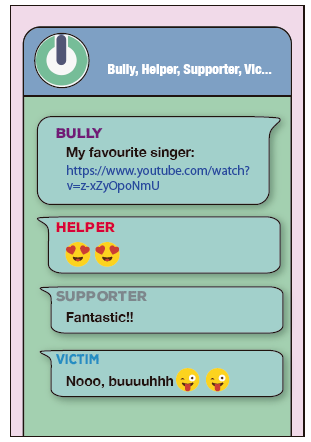 Bully, Helper, Supporter, Vic...
BULLY
My favourite singer:
https://www.youtube.com/watch?
v=z-xZyOpoNmU
HELPER
😍😍
SUPPORTER
Fantastic!!
VICTIM
Nooo, buuuuhhh😜 😜